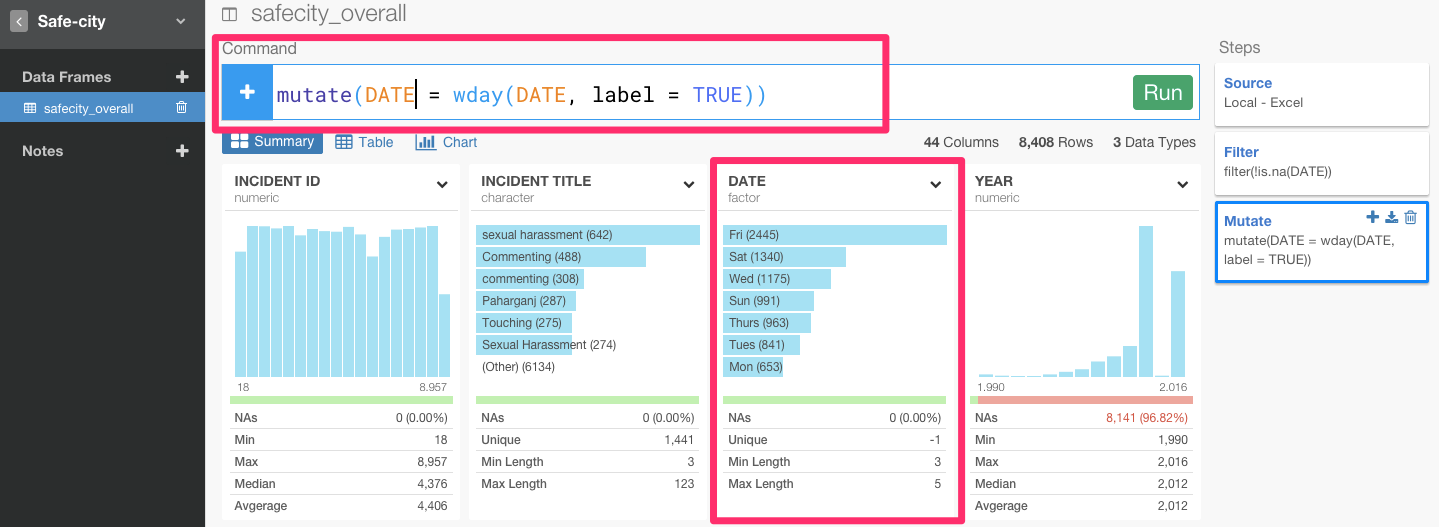 Safe-city
Data Frames
safecity_overall
Notes
safecity_overall
Command
mutate(DATE = wday(DATE, label = TRUE))
Run
Summary Table Chart
44 Columns 8,408 Rows 3 Data Types
INCIDENT ID
numeric
18 8.957
NAs 0 (0.00%)
Min 18
Max 8,957
Median 4,376
Avgerage 4,406
INCIDENT TITLE
character
sexual harassment (642)
Commenting (488)
commenting (308)
Paharganj (287)
Touching (275)
Sexual Harassment (274)
(Other) (6134)
NAs 0 (0.00%)
Unique 1,441
Min Length 3
Max Length 123
DATE
factor
Fri (2445)
Sat (1340)
Wed (1175)
Sun (991)
Thurs (963)
Tues (841)
Mon (653)
NAs 0 (0.00%)
Unique -1
Min Length 3
Max Length 5
YEAR
numeric
1.990 2.016
NAs 8,141 (96.82%)
Min 1,990
Max 2,016
Median 2,012
Avgerage 2,012
Steps
Source
Local - Excel
Filter
filter(!is.na(DATE))
Mutate
mutate(DATE = wday(DATE,
label = TRUE))